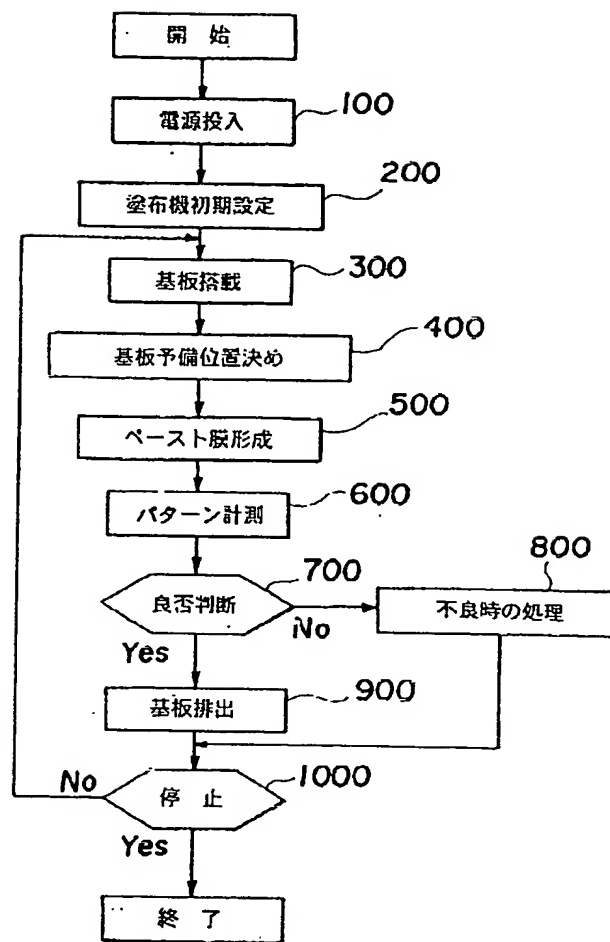 開始
電源投入
100
塗布機初期設定
200
基板搭載
300
基板予備位置決め
400
ペースト膜形成
500
パターン計測
600
良否判断
700
No
不良時の処理
800
Yes
基板排出
900
No
停止
1000
Yes
終了